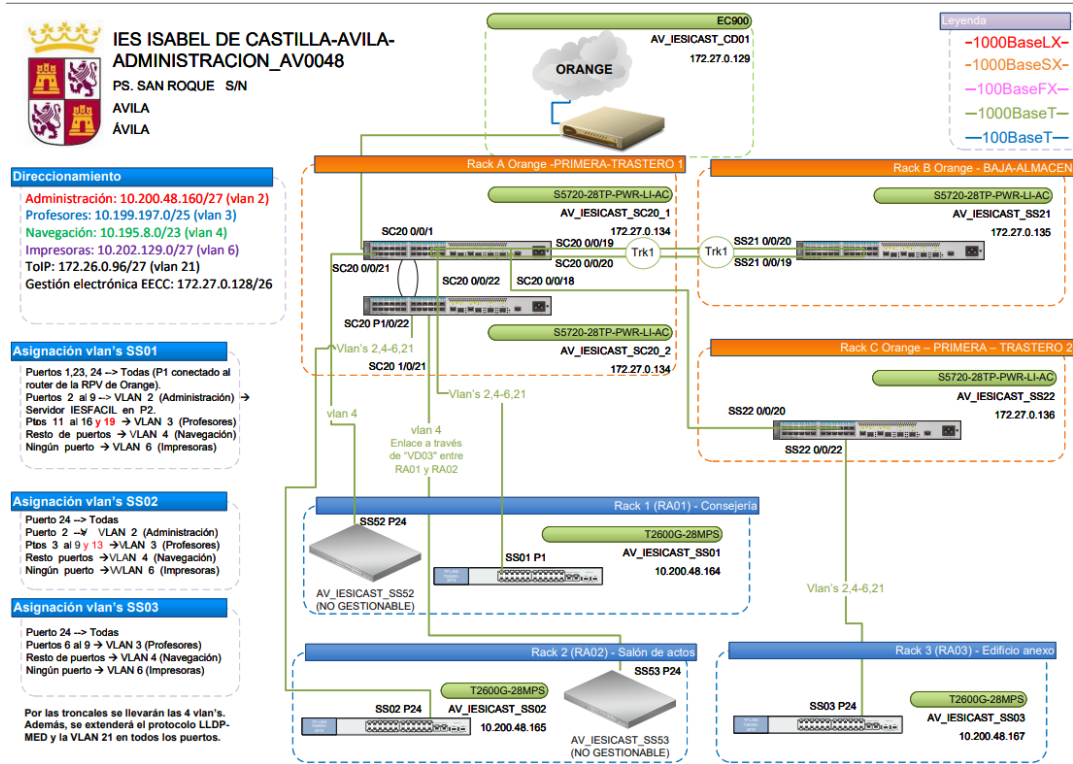 IES ISABEL DE CASTILLA-AVILA-
ADMINISTRACION_AV0048
PS. SAN ROQUE S/N
AVILA
ÁVILA
EC900
AV_IESICAST_CD01
172.27.0.129
ORANGE
Leyenda
-1000BaseLX-
-1000BaseSX-
-100BaseFX-
-1000BaseT-
-100BaseT-
Direccionamiento
Administración: 10.200.48.160/27 (vlan 2)
Profesores: 10.199.197.0/25 (vlan 3)
Navegación: 10.195.8.0/23 (vlan 4)
Impresoras: 10.202.129.0/27 (vlan 6)
ToIP: 172.26.0.96/27 (vlan 21)
Gestión electrónica EECC: 172.27.0.128/26
Rack A Orange -PRIMERA-TRASTERO 1
S5720-28TP-PWR-LI-AC
AV_IESICAST_SC20_1
172.27.0.134
SC20 0/0/1
SC20 0/0/19
SC20 0/0/20
Trk1
SC20 0/0/21
SC20 0/0/22
SC20 0/0/18
SC20 P1/0/22
S5720-28TP-PWR-LI-AC
AV_IESICAST_SC20_2
172.27.0.134
SC20 1/0/21
Rack B Orange - BAJA-ALMACEN
S5720-28TP-PWR-LI-AC
AV_IESICAST_SS21
172.27.0.135
Trk1
SS21 0/0/20
SS21 0/0/19
Rack C Orange – PRIMERA – TRASTERO 2
S5720-28TP-PWR-LI-AC
AV_IESICAST_SS22
172.27.0.136
SS22 0/0/20
SS22 0/0/22
Vlan's 2,4-6,21
Vlan's 2,4-6,21
vlan 4
vlan 4
Enlace a través
de "VD03" entre
RA01 y RA02
Vlan's 2,4-6,21
Asignación vlan's SS01
Puertos 1,23, 24 --> Todas (P1 conectado al
router de la RPV de Orange).
Puertos 2 al 9 --> VLAN 2 (Administración) →
Servidor IESFACIL en P2.
Ptos 11 al 16 y 19 → VLAN 3 (Profesores)
Resto de puertos → VLAN 4 (Navegación)
Ningún puerto → VLAN 6 (Impresoras)
Asignación vlan's SS02
Puerto 24 --> Todas
Puerto 2 --> VLAN 2 (Administración)
Ptos 3 al 9 y 13 →VLAN 3 (Profesores)
Resto puertos →VLAN 4 (Navegación)
Ningún puerto →VLAN 6 (Impresoras)
Asignación vlan's SS03
Puerto 24 --> Todas
Puertos 6 al 9 → VLAN 3 (Profesores)
Resto de puertos → VLAN 4 (Navegación)
Ningún puerto → VLAN 6 (Impresoras)
Por las troncales se llevarán las 4 vlan's.
Además, se extenderá el protocolo LLDP-
MED y la VLAN 21 en todos los puertos.
Rack 1 (RA01) - Consejería
SS52 P24
AV_IESICAST_SS52
(NO GESTIONABLE)
SS01 P1
T2600G-28MPS
AV_IESICAST_SS01
10.200.48.164
Rack 2 (RA02) - Salón de actos
SS02 P24
T2600G-28MPS
AV_IESICAST_SS02
10.200.48.165
SS53 P24
AV_IESICAST_SS53
(NO GESTIONABLE)
Rack 3 (RA03) - Edificio anexo
SS03 P24
T2600G-28MPS
AV_IESICAST_SS03
10.200.48.167